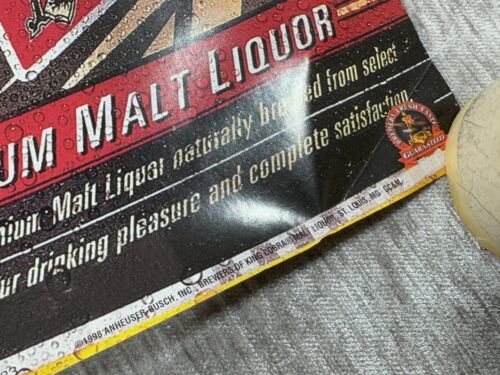 UM MALT LIQUOR
Malt Liquor naturally brewed from select
ur drinking pleasure and complete satisfaction.
GUARANTEED
©1998 ANHEUSER-BUSCH, INC., BREWERS OF KING COBRA® MALT LIQUOR, ST. LOUIS, MO.